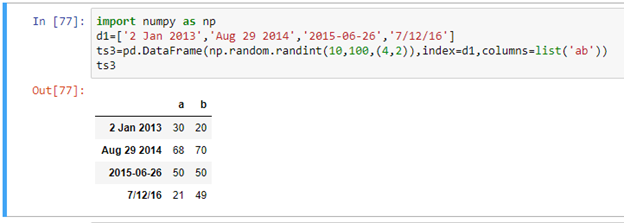 In [77]: import numpy as np
d1=['2 Jan 2013','Aug 29 2014','2015-06-26','7/12/16']
ts3=pd.DataFrame(np.random.randint(10,100,(4,2)),index=d1,columns=list('ab'))
ts3
Out[77]:
a b
2 Jan 2013 30 20
Aug 29 2014 68 70
2015-06-26 50 50
7/12/16 21 49